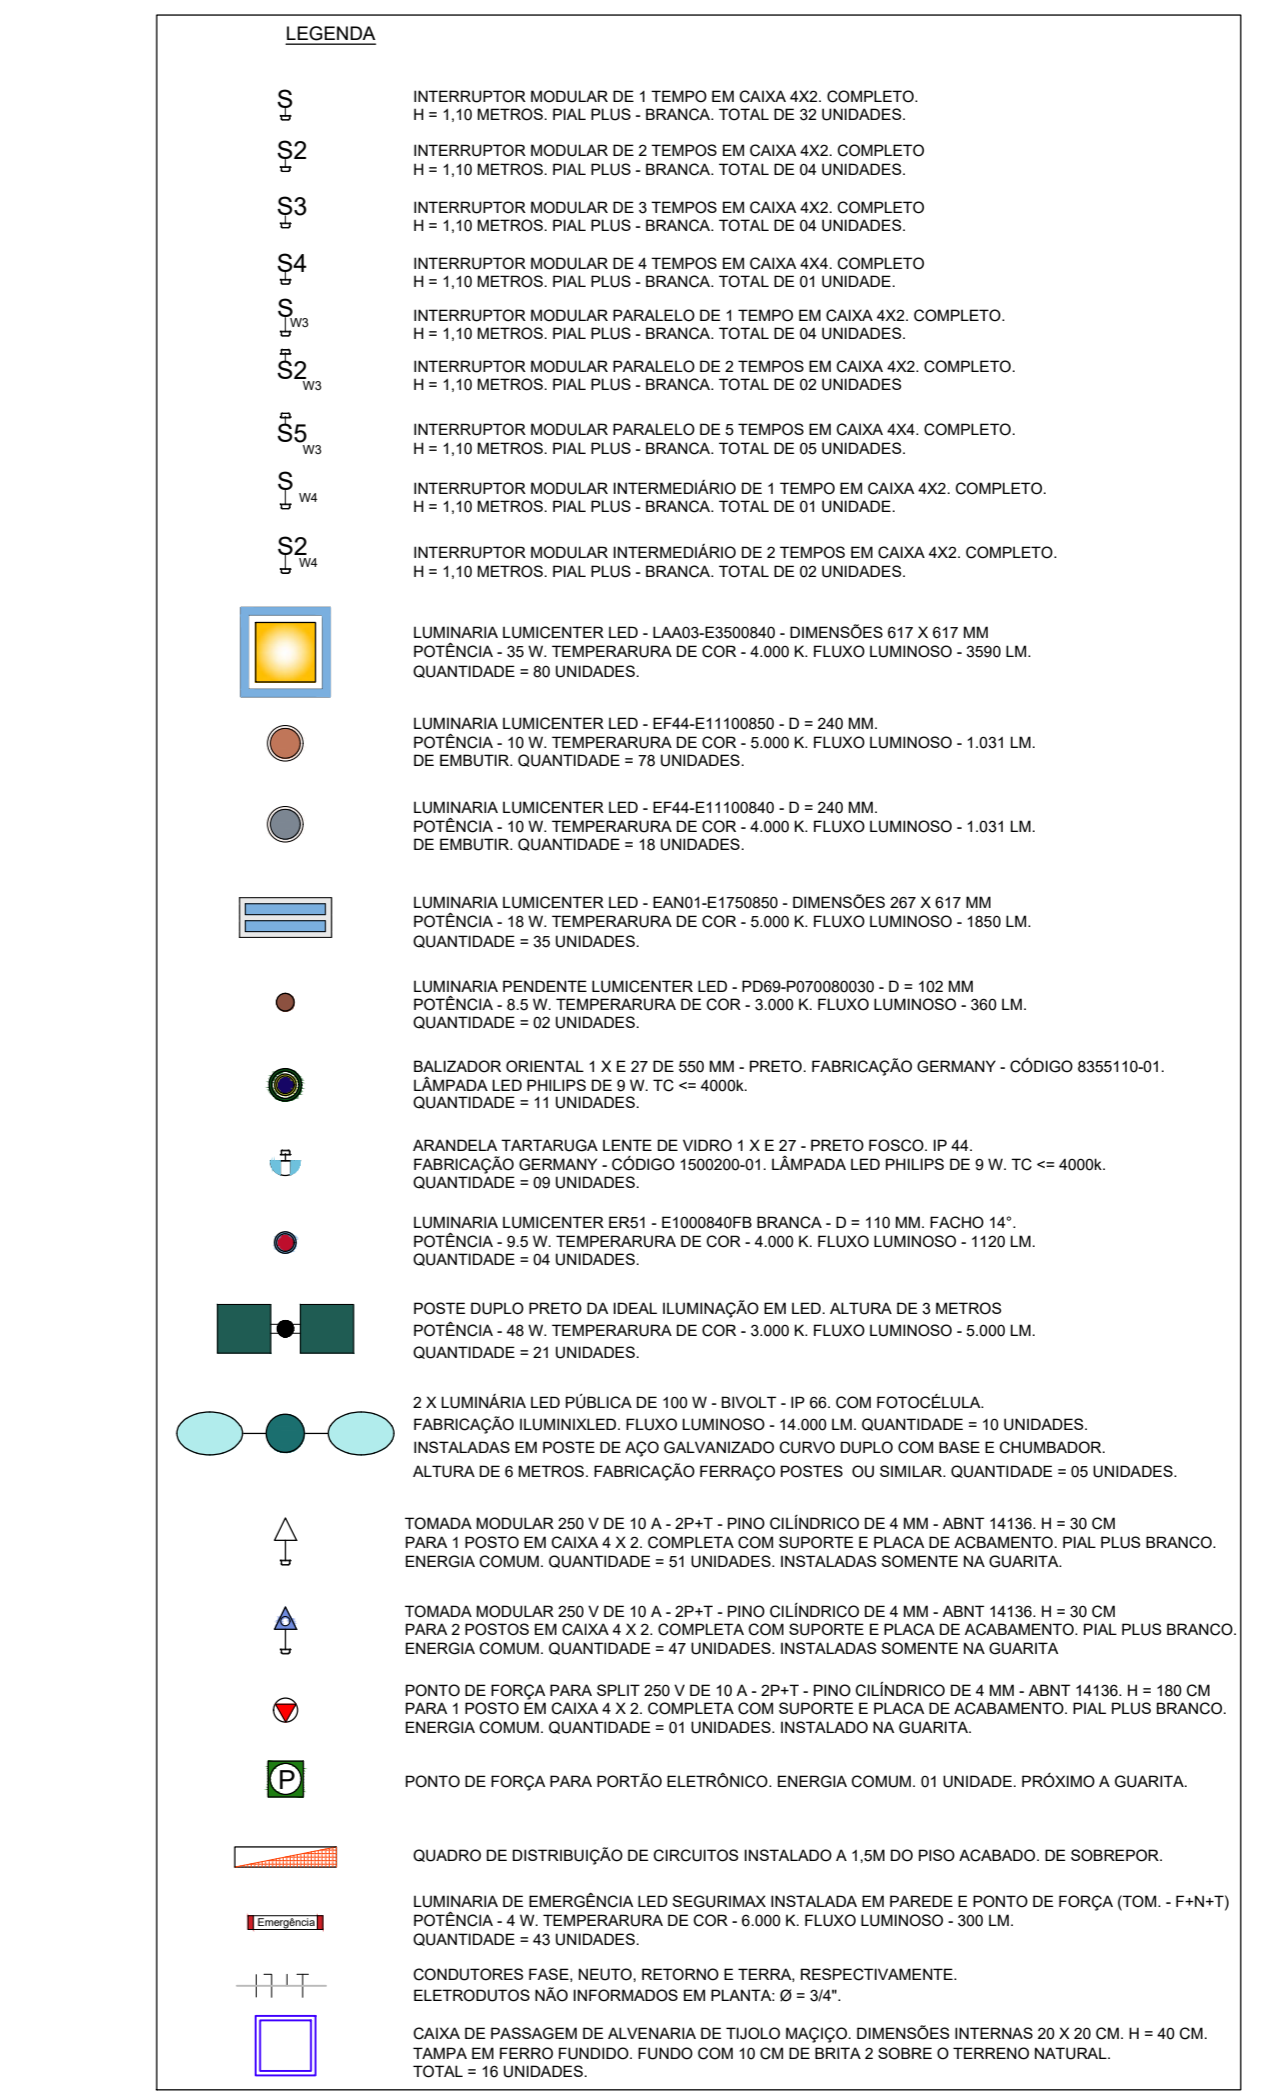 LEGENDA
S
INTERRUPTOR MODULAR DE 1 TEMPO EM CAIXA 4X2. COMPLETO.
H = 1,10 METROS. PIAL PLUS - BRANCA. TOTAL DE 32 UNIDADES.
S2
INTERRUPTOR MODULAR DE 2 TEMPOS EM CAIXA 4X2. COMPLETO
H = 1,10 METROS. PIAL PLUS - BRANCA. TOTAL DE 04 UNIDADES.
S3
INTERRUPTOR MODULAR DE 3 TEMPOS EM CAIXA 4X2. COMPLETO
H = 1,10 METROS. PIAL PLUS - BRANCA. TOTAL DE 04 UNIDADES.
S4
INTERRUPTOR MODULAR DE 4 TEMPOS EM CAIXA 4X4. COMPLETO
H = 1,10 METROS. PIAL PLUS - BRANCA. TOTAL DE 01 UNIDADE.
S W3
INTERRUPTOR MODULAR PARALELO DE 1 TEMPO EM CAIXA 4X2. COMPLETO.
H = 1,10 METROS. PIAL PLUS - BRANCA. TOTAL DE 04 UNIDADES.
S2 W3
INTERRUPTOR MODULAR PARALELO DE 2 TEMPOS EM CAIXA 4X2. COMPLETO.
H = 1,10 METROS. PIAL PLUS - BRANCA. TOTAL DE 02 UNIDADES
S5 W3
INTERRUPTOR MODULAR PARALELO DE 5 TEMPOS EM CAIXA 4X4. COMPLETO.
H = 1,10 METROS. PIAL PLUS - BRANCA. TOTAL DE 05 UNIDADES.
S W4
INTERRUPTOR MODULAR INTERMEDIÁRIO DE 1 TEMPO EM CAIXA 4X2. COMPLETO.
H = 1,10 METROS. PIAL PLUS - BRANCA. TOTAL DE 01 UNIDADE.
S2 W4
INTERRUPTOR MODULAR INTERMEDIÁRIO DE 2 TEMPOS EM CAIXA 4X2. COMPLETO.
H = 1,10 METROS. PIAL PLUS - BRANCA. TOTAL DE 02 UNIDADES.
LUMINARIA LUMICENTER LED - LAA03-E3500840 - DIMENSÕES 617 X 617 MM
POTÊNCIA - 35 W. TEMPERARURA DE COR - 4.000 K. FLUXO LUMINOSO - 3590 LM.
QUANTIDADE = 80 UNIDADES.
LUMINARIA LUMICENTER LED - EF44-E11100850 - D = 240 MM.
POTÊNCIA - 10 W. TEMPERARURA DE COR - 5.000 K. FLUXO LUMINOSO - 1.031 LM.
DE EMBUTIR. QUANTIDADE = 78 UNIDADES.
LUMINARIA LUMICENTER LED - EF44-E11100840 - D = 240 MM.
POTÊNCIA - 10 W. TEMPERARURA DE COR - 4.000 K. FLUXO LUMINOSO - 1.031 LM.
DE EMBUTIR. QUANTIDADE = 18 UNIDADES.
LUMINARIA LUMICENTER LED - EAN01-E1750850 - DIMENSÕES 267 X 617 MM
POTÊNCIA - 18 W. TEMPERARURA DE COR - 5.000 K. FLUXO LUMINOSO - 1850 LM.
QUANTIDADE = 35 UNIDADES.
LUMINARIA PENDENTE LUMICENTER LED - PD69-P070080030 - D = 102 MM
POTÊNCIA - 8.5 W. TEMPERARURA DE COR - 3.000 K. FLUXO LUMINOSO - 360 LM.
QUANTIDADE = 02 UNIDADES.
BALIZADOR ORIENTAL 1 X E 27 DE 550 MM - PRETO. FABRICAÇÃO GERMANY - CÓDIGO 8355110-01.
LÂMPADA LED PHILIPS DE 9 W. TC <= 4000k.
QUANTIDADE = 11 UNIDADES.
ARANDELA TARTARUGA LENTE DE VIDRO 1 X E 27 - PRETO FOSCO. IP 44.
FABRICAÇÃO GERMANY - CÓDIGO 1500200-01. LÂMPADA LED PHILIPS DE 9 W. TC <= 4000k.
QUANTIDADE = 09 UNIDADES.
LUMINARIA LUMICENTER ER51 - E1000840FB BRANCA - D = 110 MM. FACHO 14°.
POTÊNCIA - 9.5 W. TEMPERARURA DE COR - 4.000 K. FLUXO LUMINOSO - 1120 LM.
QUANTIDADE = 04 UNIDADES.
POSTE DUPLO PRETO DA IDEAL ILUMINAÇÃO EM LED. ALTURA DE 3 METROS
POTÊNCIA - 48 W. TEMPERARURA DE COR - 3.000 K. FLUXO LUMINOSO - 5.000 LM.
QUANTIDADE = 21 UNIDADES.
2 X LUMINÁRIA LED PÚBLICA DE 100 W - BIVOLT - IP 66. COM FOTOCÉLULA.
FABRICAÇÃO ILUMINIXLED. FLUXO LUMINOSO - 14.000 LM. QUANTIDADE = 10 UNIDADES.
INSTALADAS EM POSTE DE AÇO GALVANIZADO CURVO DUPLO COM BASE E CHUMBADOR.
ALTURA DE 6 METROS. FABRICAÇÃO FERRAÇO POSTES OU SIMILAR. QUANTIDADE = 05 UNIDADES.
TOMADA MODULAR 250 V DE 10 A - 2P+T - PINO CILÍNDRICO DE 4 MM - ABNT 14136. H = 30 CM
PARA 1 POSTO EM CAIXA 4 X 2. COMPLETA COM SUPORTE E PLACA DE ACBAMENTO. PIAL PLUS BRANCO.
ENERGIA COMUM. QUANTIDADE = 51 UNIDADES. INSTALADAS SOMENTE NA GUARITA.
TOMADA MODULAR 250 V DE 10 A - 2P+T - PINO CILÍNDRICO DE 4 MM - ABNT 14136. H = 30 CM
PARA 2 POSTOS EM CAIXA 4 X 2. COMPLETA COM SUPORTE E PLACA DE ACABAMENTO. PIAL PLUS BRANCO.
ENERGIA COMUM. QUANTIDADE = 47 UNIDADES. INSTALADAS SOMENTE NA GUARITA
PONTO DE FORÇA PARA SPLIT 250 V DE 10 A - 2P+T - PINO CILÍNDRICO DE 4 MM - ABNT 14136. H = 180 CM
PARA 1 POSTO EM CAIXA 4 X 2. COMPLETA COM SUPORTE E PLACA DE ACABAMENTO. PIAL PLUS BRANCO.
ENERGIA COMUM. QUANTIDADE = 01 UNIDADES. INSTALADO NA GUARITA.
P
PONTO DE FORÇA PARA PORTÃO ELETRÔNICO. ENERGIA COMUM. 01 UNIDADE. PRÓXIMO A GUARITA.
QUADRO DE DISTRIBUIÇÃO DE CIRCUITOS INSTALADO A 1,5M DO PISO ACABADO. DE SOBREPOR.
Emergência
LUMINARIA DE EMERGÊNCIA LED SEGURIMAX INSTALADA EM PAREDE E PONTO DE FORÇA (TOM. - F+N+T)
POTÊNCIA - 4 W. TEMPERARURA DE COR - 6.000 K. FLUXO LUMINOSO - 300 LM.
QUANTIDADE = 43 UNIDADES.
CONDUTORES FASE, NEUTO, RETORNO E TERRA, RESPECTIVAMENTE.
ELETRODUTOS NÃO INFORMADOS EM PLANTA: Ø = 3/4".
CAIXA DE PASSAGEM DE ALVENARIA DE TIJOLO MAÇIÇO. DIMENSÕES INTERNAS 20 X 20 CM. H = 40 CM.
TAMPA EM FERRO FUNDIDO. FUNDO COM 10 CM DE BRITA 2 SOBRE O TERRENO NATURAL.
TOTAL = 16 UNIDADES.